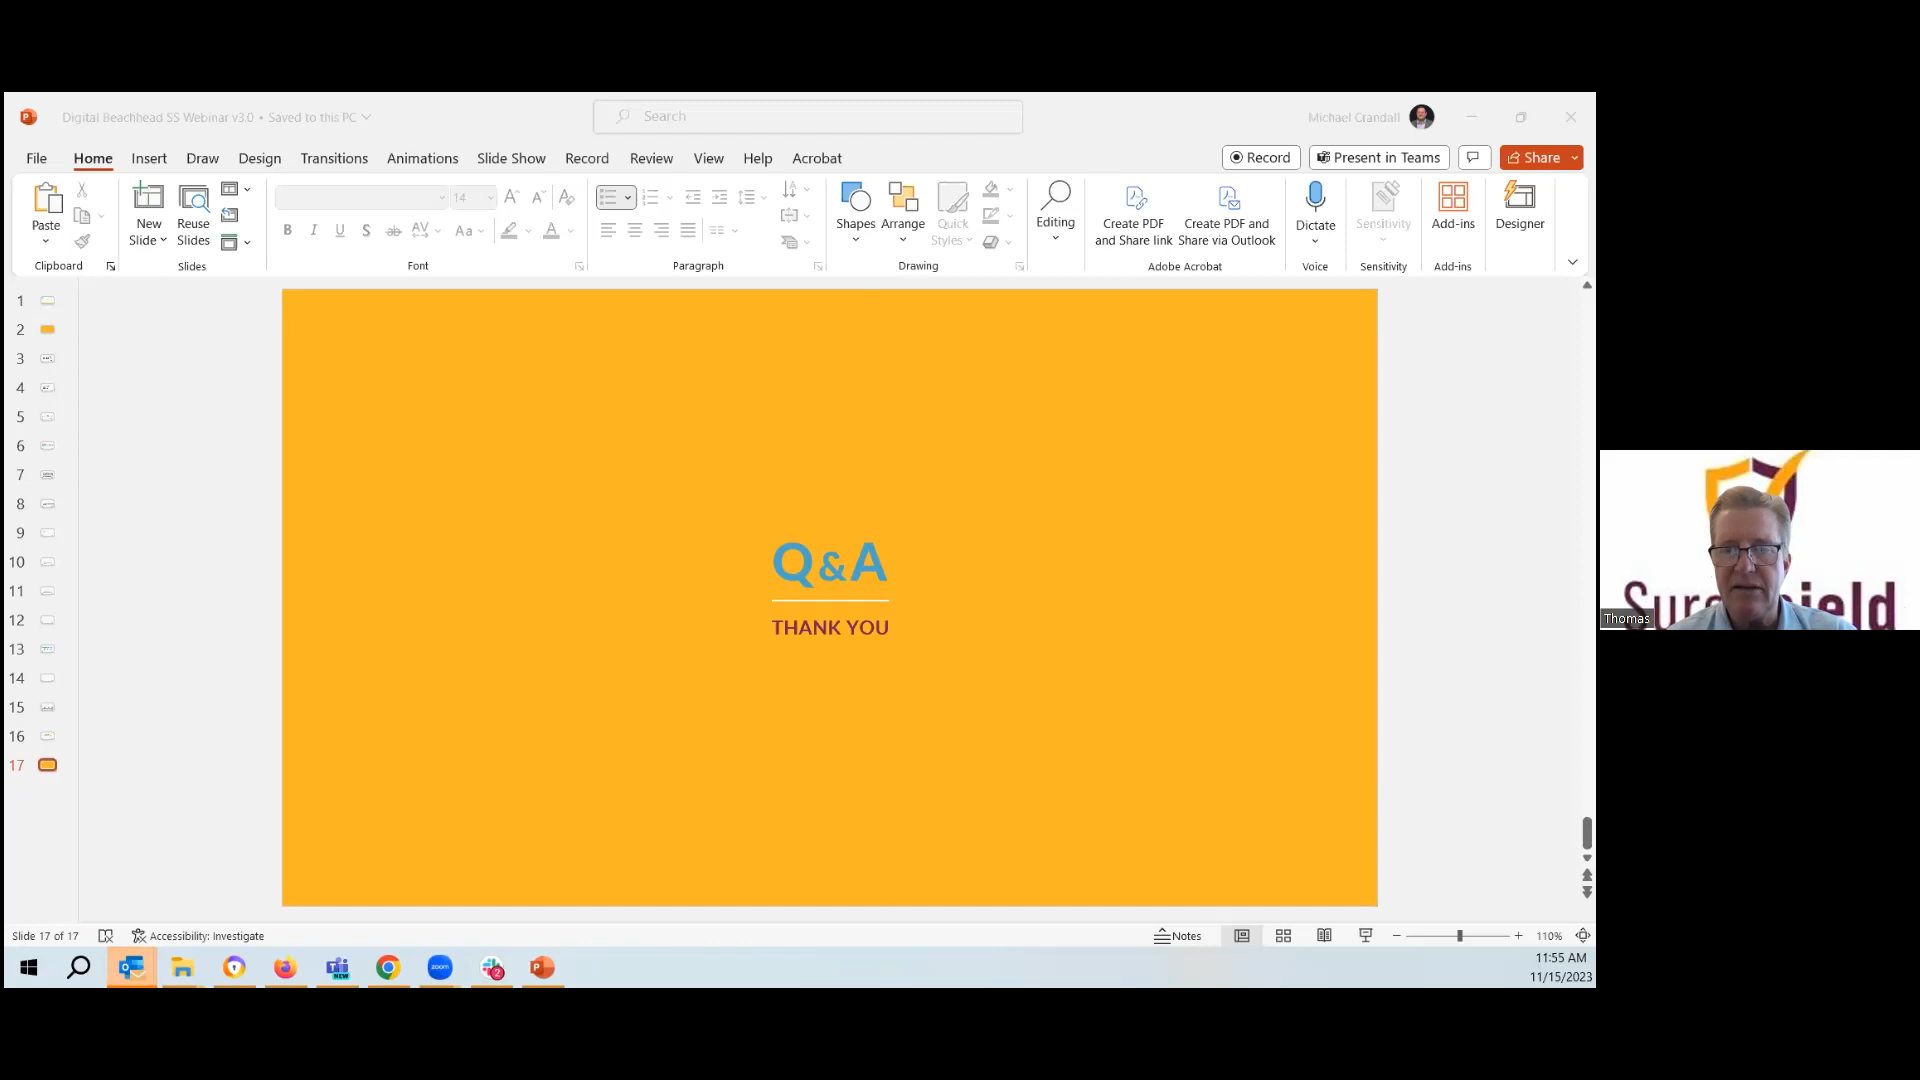 Digital Beachhead SS Webinar v3.0 • Saved to this PC
Search
Michael Crandall
File Home Insert Draw Design Transitions Animations Slide Show Record Review View Help Acrobat
Record
Present in Teams
Share
Paste
New Slide
Reuse Slides
14
Shapes
Arrange
Quick Styles
Editing
Create PDF and Share link
Create PDF and Share via Outlook
Dictate
Sensitivity
Add-ins
Designer
Clipboard
Slides
Font
Paragraph
Drawing
Adobe Acrobat
Voice
Sensitivity
Add-ins
1
2
3
4
5
6
7
8
9
10
11
12
13
14
15
16
17
Q&A
THANK YOU
Thomas
Slide 17 of 17
Accessibility: Investigate
Notes
110%
NEW
zoom
2
11:55 AM
11/15/2023